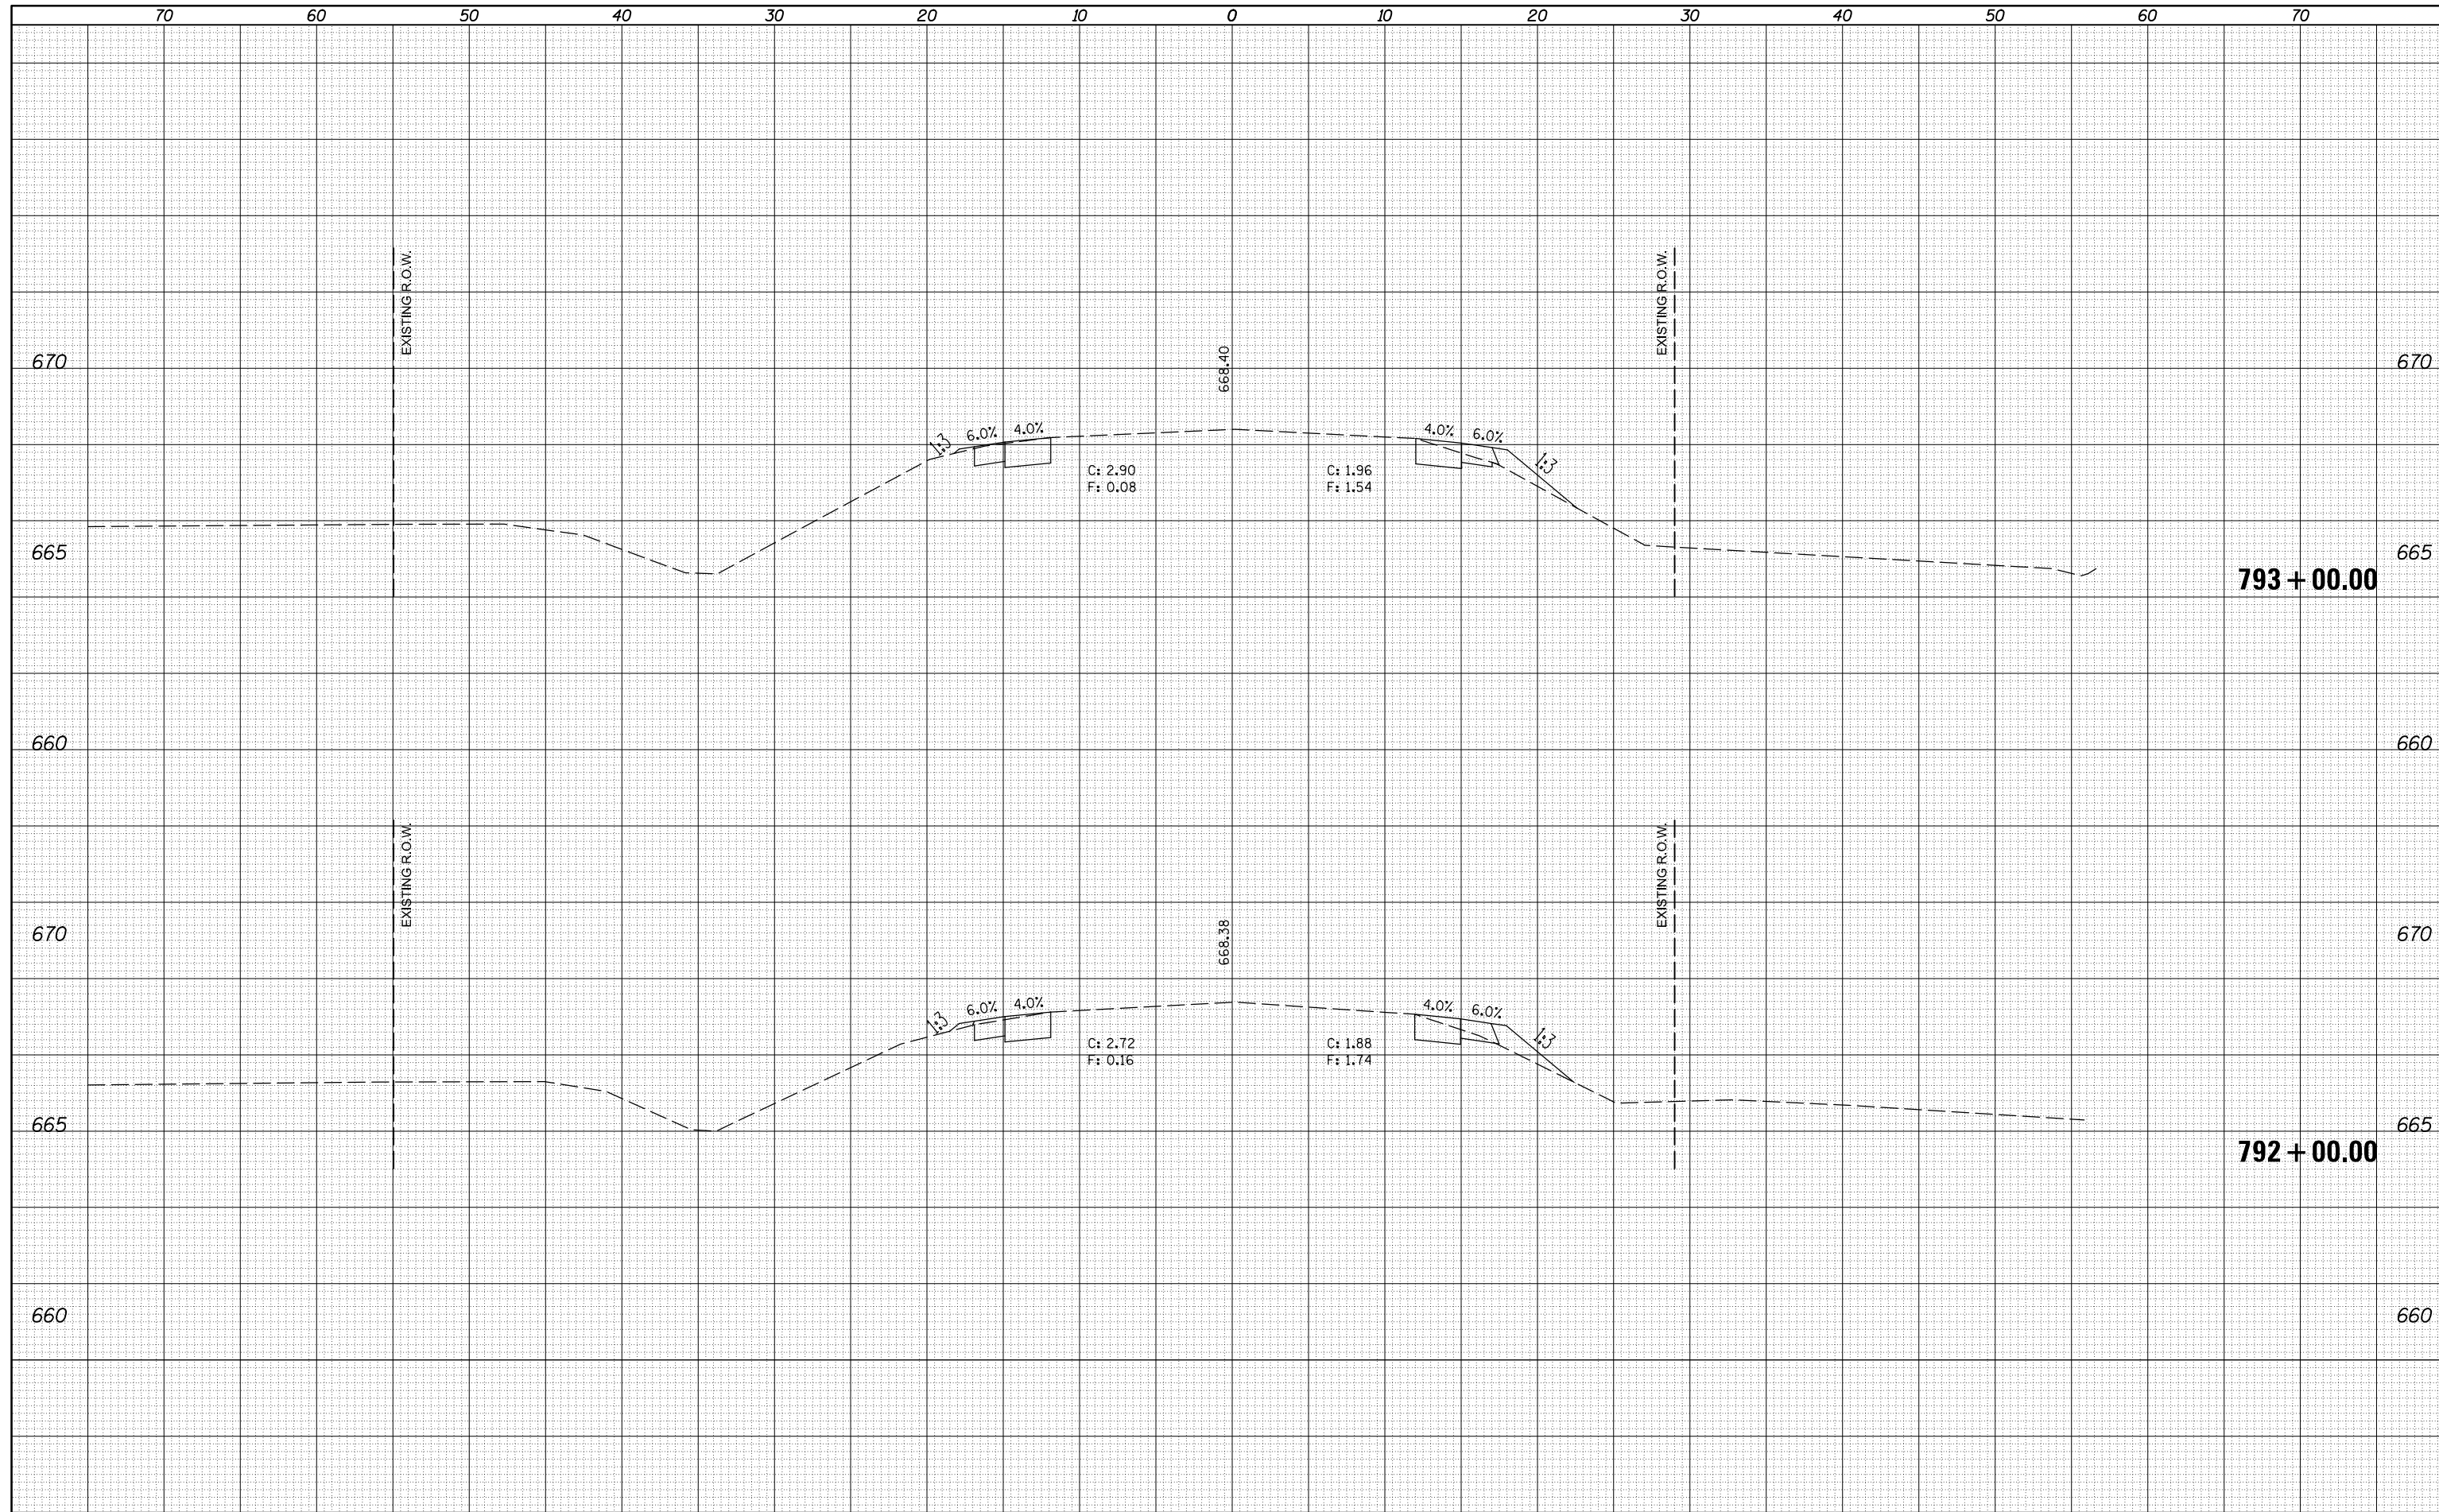 70 60 50 40 30 20 10 0 10 20 30 40 50 60 70
EXISTING R.O.W.
EXISTING R.O.W.
670 668.40 670
1:3 6.0% 4.0% 4.0% 6.0% 1:3
C: 2.90 C: 1.96
F: 0.08 F: 1.54
665 665
793+00.00
660 660
EXISTING R.O.W.
EXISTING R.O.W.
670 668.38 670
1:3 6.0% 4.0% 4.0% 6.0% 1:3
C: 2.72 C: 1.88
F: 0.16 F: 1.74
665 665
792+00.00
660 660